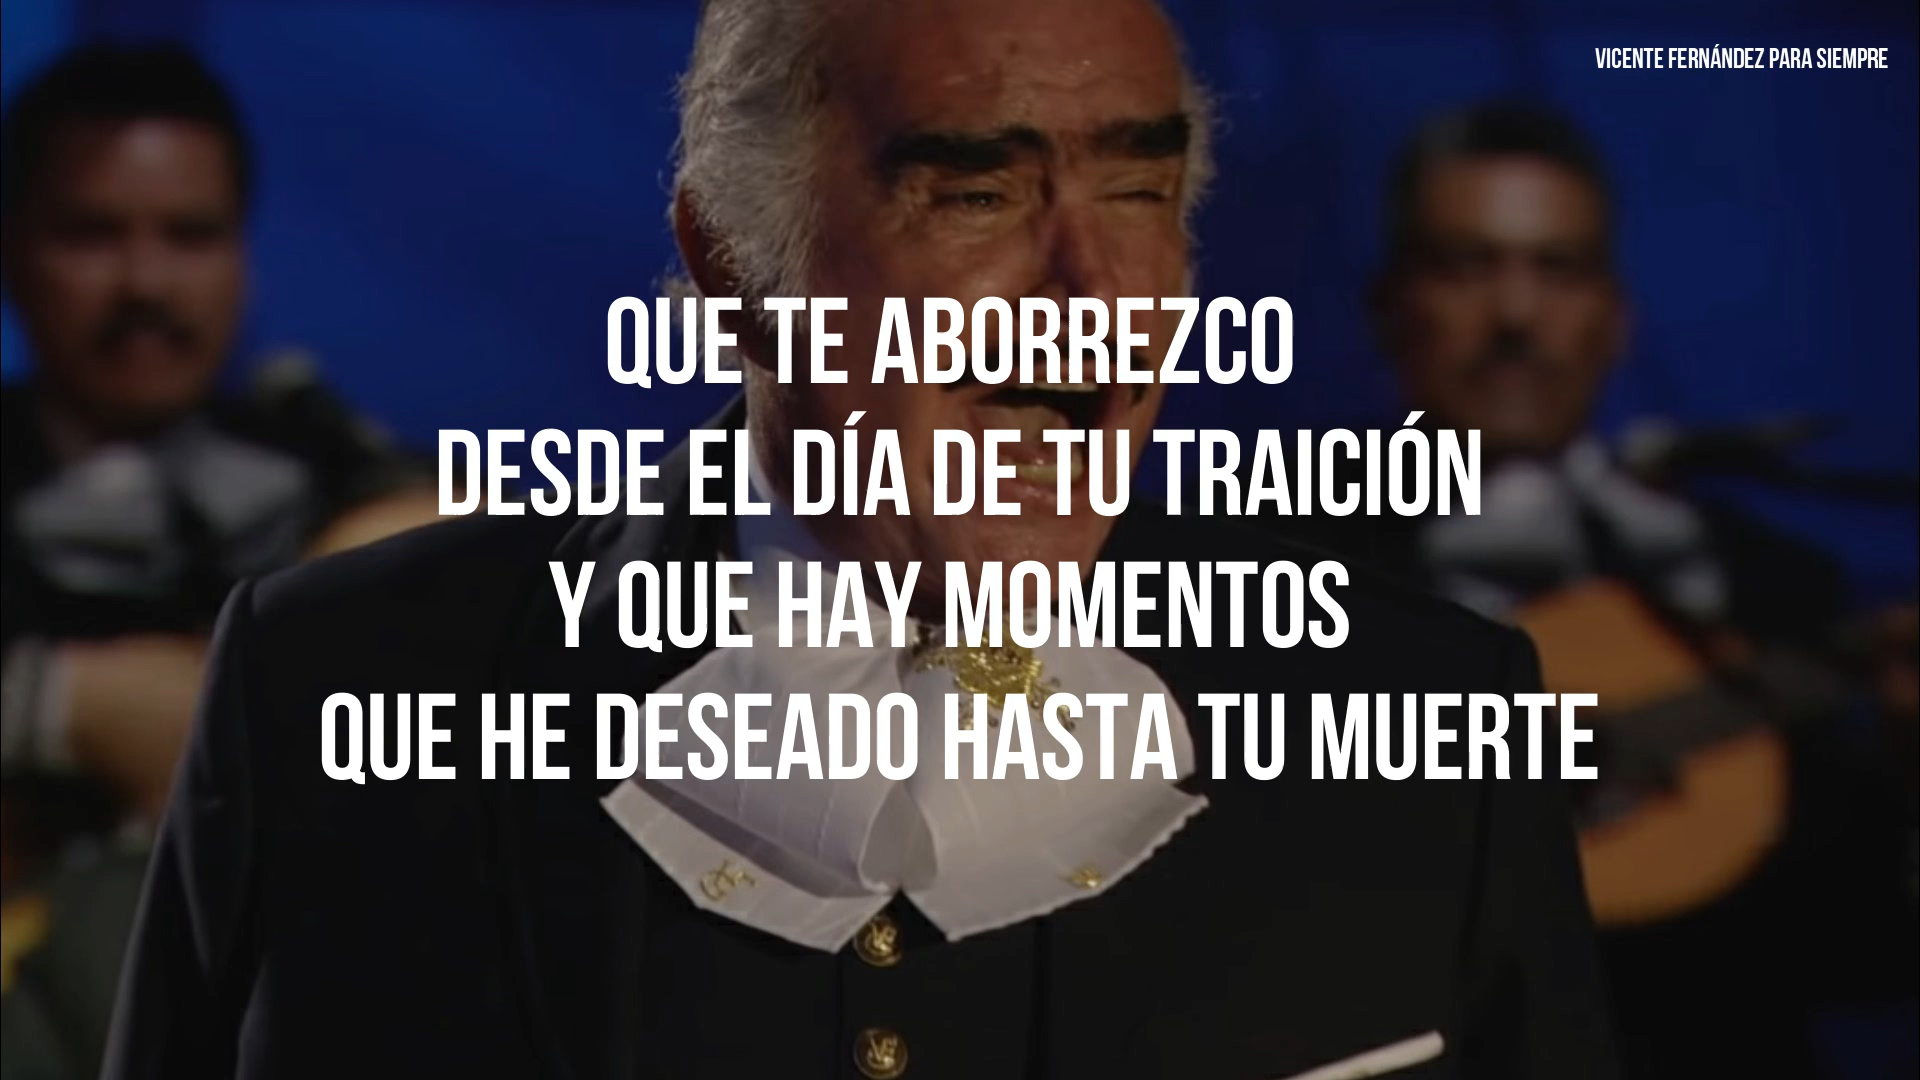 VICENTE FERNÁNDEZ PARA SIEMPRE
QUE TE ABORREZCO
DESDE EL DÍA DE TU TRAICIÓN
Y QUE HAY MOMENTOS
QUE HE DESEADO HASTA TU MUERTE